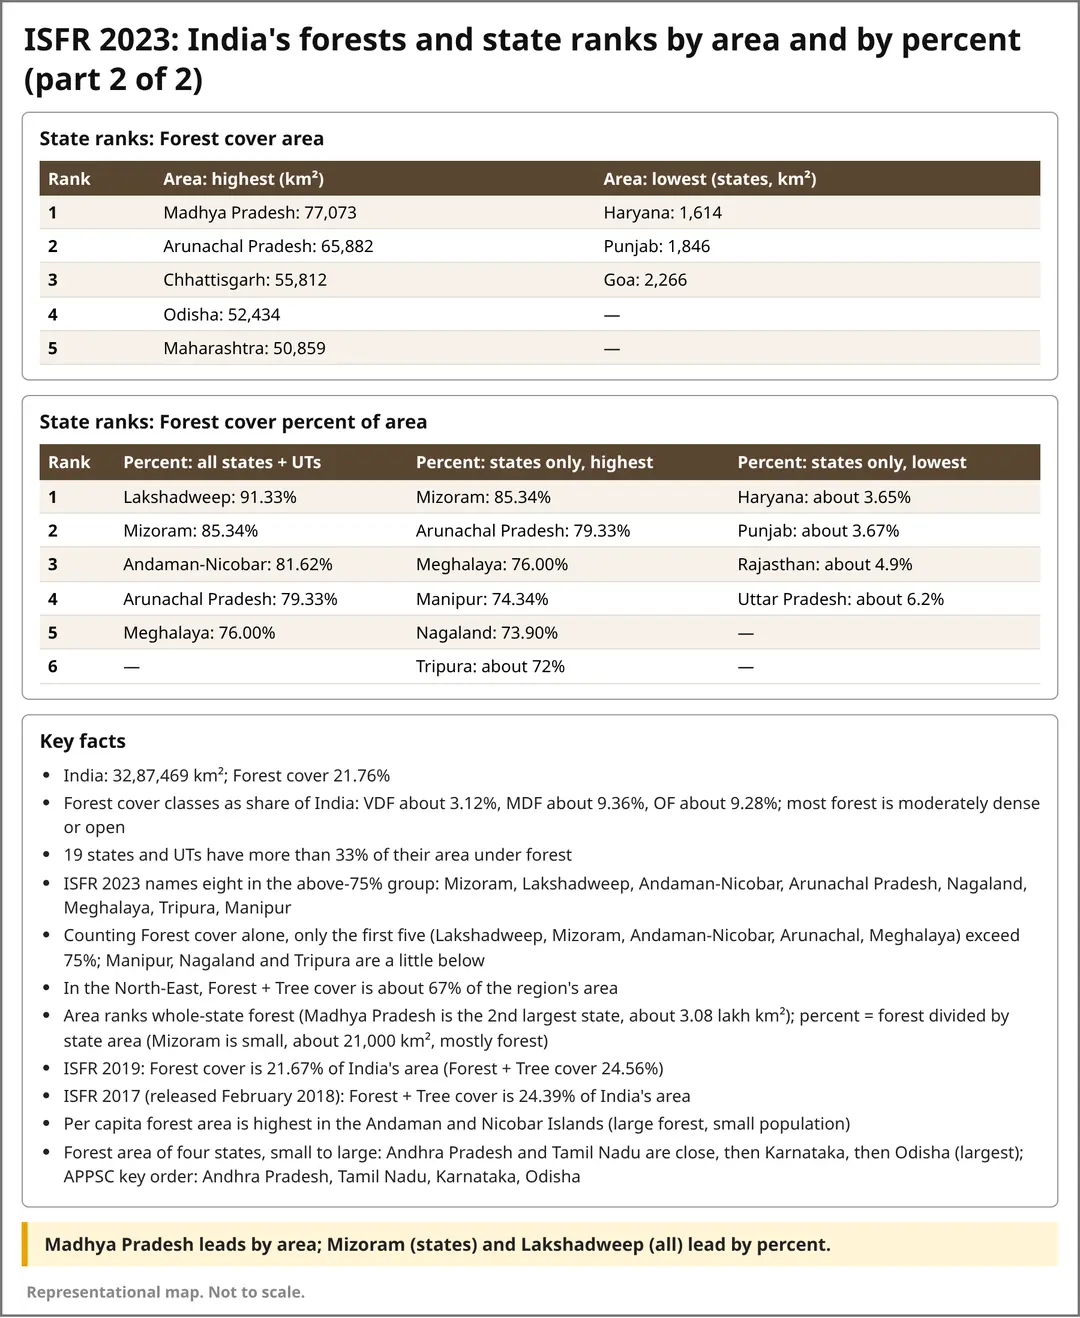 ISFR 2023: India's forests and state ranks by area and by percent
(part 2 of 2)
State ranks: Forest cover area
Rank Area: highest (km²) Area: lowest (states, km²)
1 Madhya Pradesh: 77,073 Haryana: 1,614
2 Arunachal Pradesh: 65,882 Punjab: 1,846
3 Chhattisgarh: 55,812 Goa: 2,266
4 Odisha: 52,434 —
5 Maharashtra: 50,859 —
State ranks: Forest cover percent of area
Rank Percent: all states + UTs Percent: states only, highest Percent: states only, lowest
1 Lakshadweep: 91.33% Mizoram: 85.34% Haryana: about 3.65%
2 Mizoram: 85.34% Arunachal Pradesh: 79.33% Punjab: about 3.67%
3 Andaman-Nicobar: 81.62% Meghalaya: 76.00% Rajasthan: about 4.9%
4 Arunachal Pradesh: 79.33% Manipur: 74.34% Uttar Pradesh: about 6.2%
5 Meghalaya: 76.00% Nagaland: 73.90% —
6 — Tripura: about 72% —
Key facts
• India: 32,87,469 km²; Forest cover 21.76%
• Forest cover classes as share of India: VDF about 3.12%, MDF about 9.36%, OF about 9.28%; most forest is moderately dense
or open
• 19 states and UTs have more than 33% of their area under forest
• ISFR 2023 names eight in the above-75% group: Mizoram, Lakshadweep, Andaman-Nicobar, Arunachal Pradesh, Nagaland,
Meghalaya, Tripura, Manipur
• Counting Forest cover alone, only the first five (Lakshadweep, Mizoram, Andaman-Nicobar, Arunachal, Meghalaya) exceed
75%; Manipur, Nagaland and Tripura are a little below
• In the North-East, Forest + Tree cover is about 67% of the region's area
• Area ranks whole-state forest (Madhya Pradesh is the 2nd largest state, about 3.08 lakh km²); percent = forest divided by
state area (Mizoram is small, about 21,000 km², mostly forest)
• ISFR 2019: Forest cover is 21.67% of India's area (Forest + Tree cover 24.56%)
• ISFR 2017 (released February 2018): Forest + Tree cover is 24.39% of India's area
• Per capita forest area is highest in the Andaman and Nicobar Islands (large forest, small population)
• Forest area of four states, small to large: Andhra Pradesh and Tamil Nadu are close, then Karnataka, then Odisha (largest);
APPSC key order: Andhra Pradesh, Tamil Nadu, Karnataka, Odisha
Madhya Pradesh leads by area; Mizoram (states) and Lakshadweep (all) lead by percent.
Representational map. Not to scale.